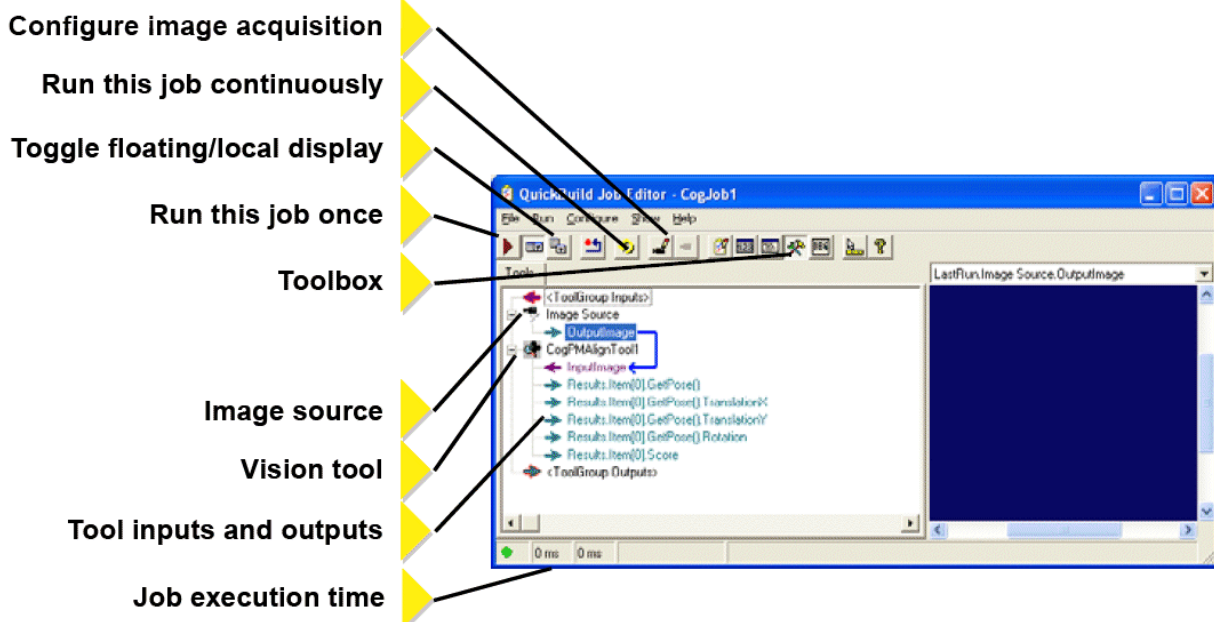 Configure image acquisition
Run this job continuously
Toggle floating/local display
Run this job once
Toolbox
Image source
Vision tool
Tool inputs and outputs
Job execution time
QuickBuild Job Editor - CogJob1
File Run Configure Show Help
Tools
<ToolGroup Inputs>
Image Source
OutputImage
CogPMAlignTool1
InputImage
Results.Item[0].GetPose()
Results.Item[0].GetPose().TranslationX
Results.Item[0].GetPose().TranslationY
Results.Item[0].GetPose().Rotation
Results.Item[0].Score
<ToolGroup Outputs>
LastRun.Image Source.OutputImage
0 ms 0 ms